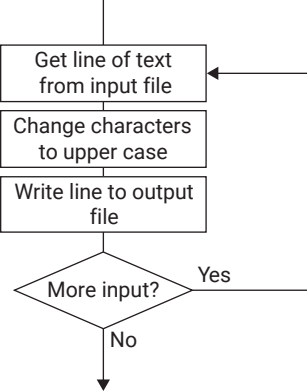 Get line of text
from input file
Change characters
to upper case
Write line to output
file
More input?
Yes
No